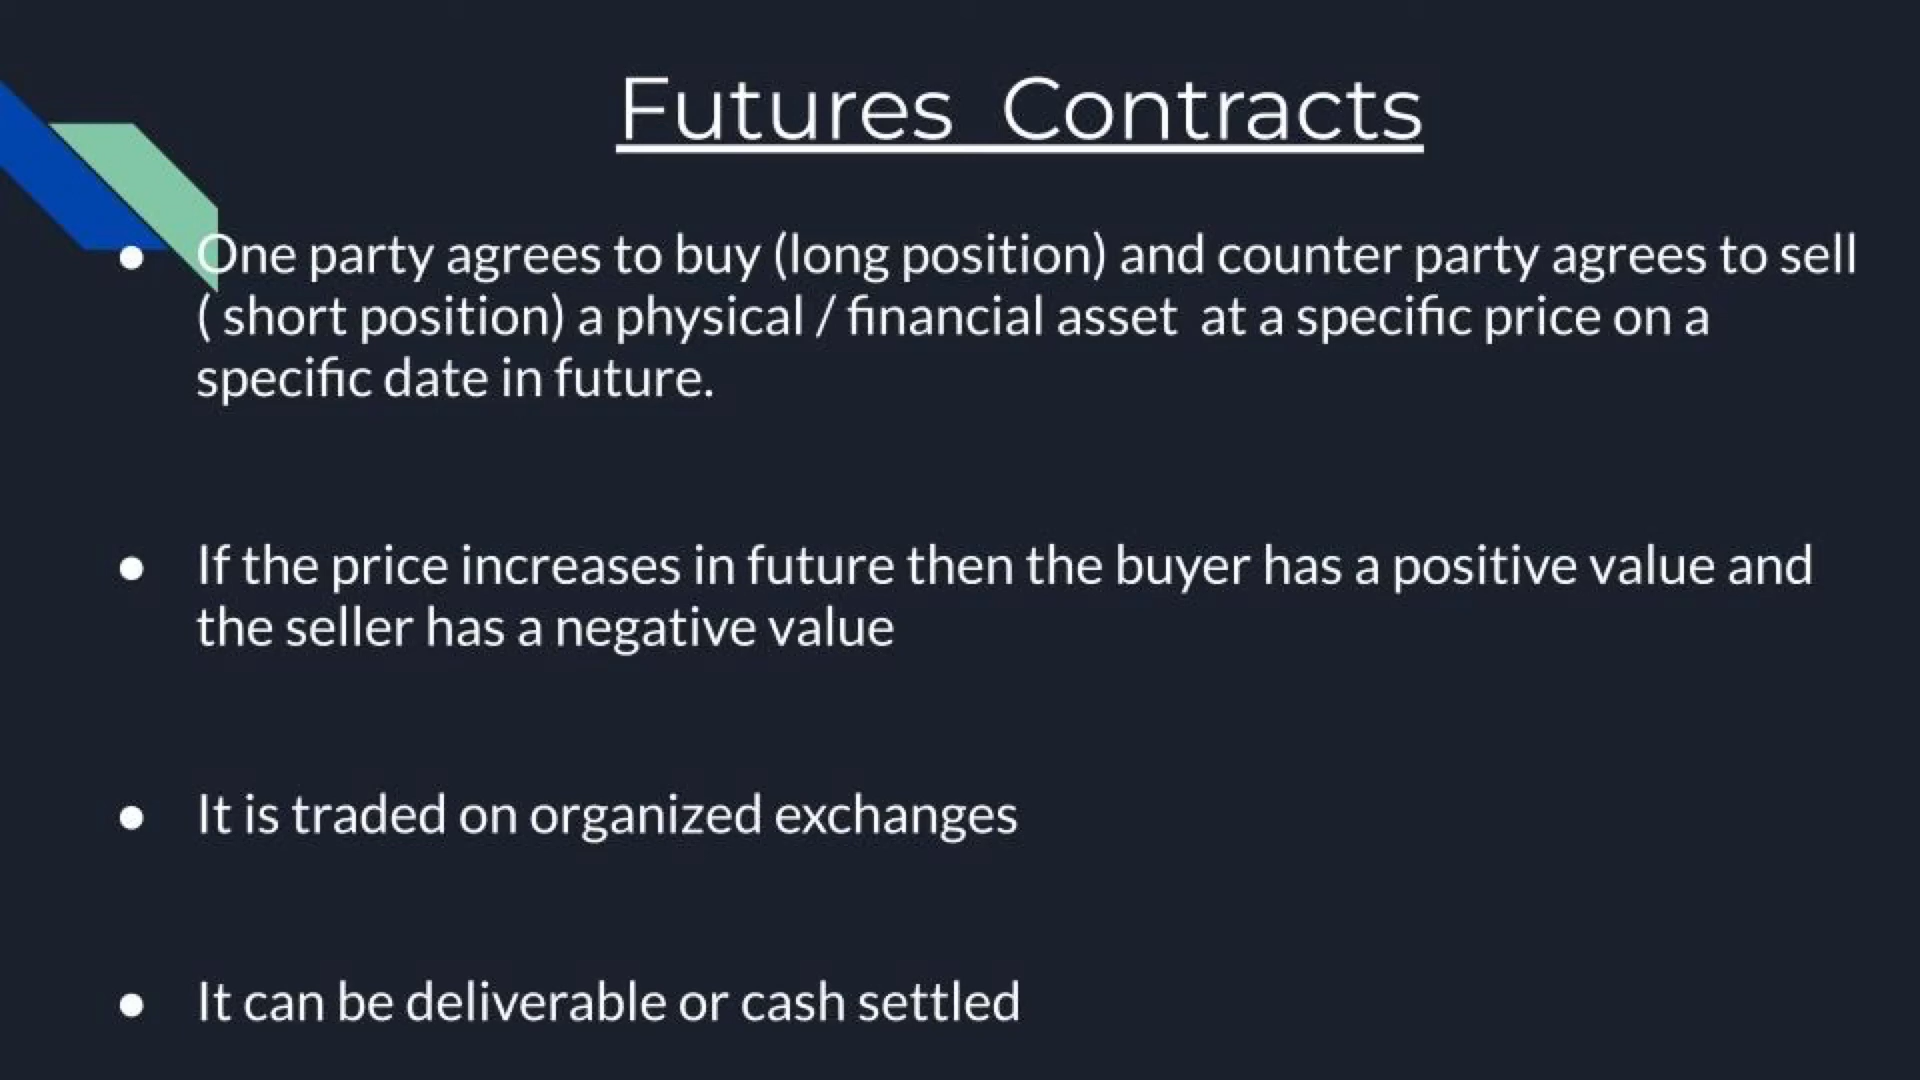 Futures Contracts
● One party agrees to buy (long position) and counter party agrees to sell
( short position) a physical / financial asset at a specific price on a
specific date in future.
● If the price increases in future then the buyer has a positive value and
the seller has a negative value
● It is traded on organized exchanges
● It can be deliverable or cash settled